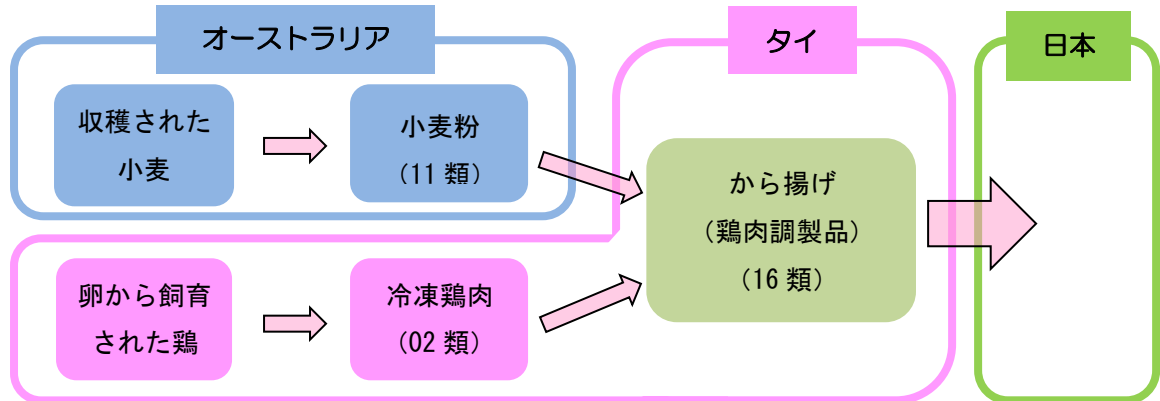 オーストラリア
タイ
日本
収穫された
小麦
小麦粉
（11 類）
から揚げ
（鶏肉調製品）
（16 類）
卵から飼育
された鶏
冷凍鶏肉
（02 類）